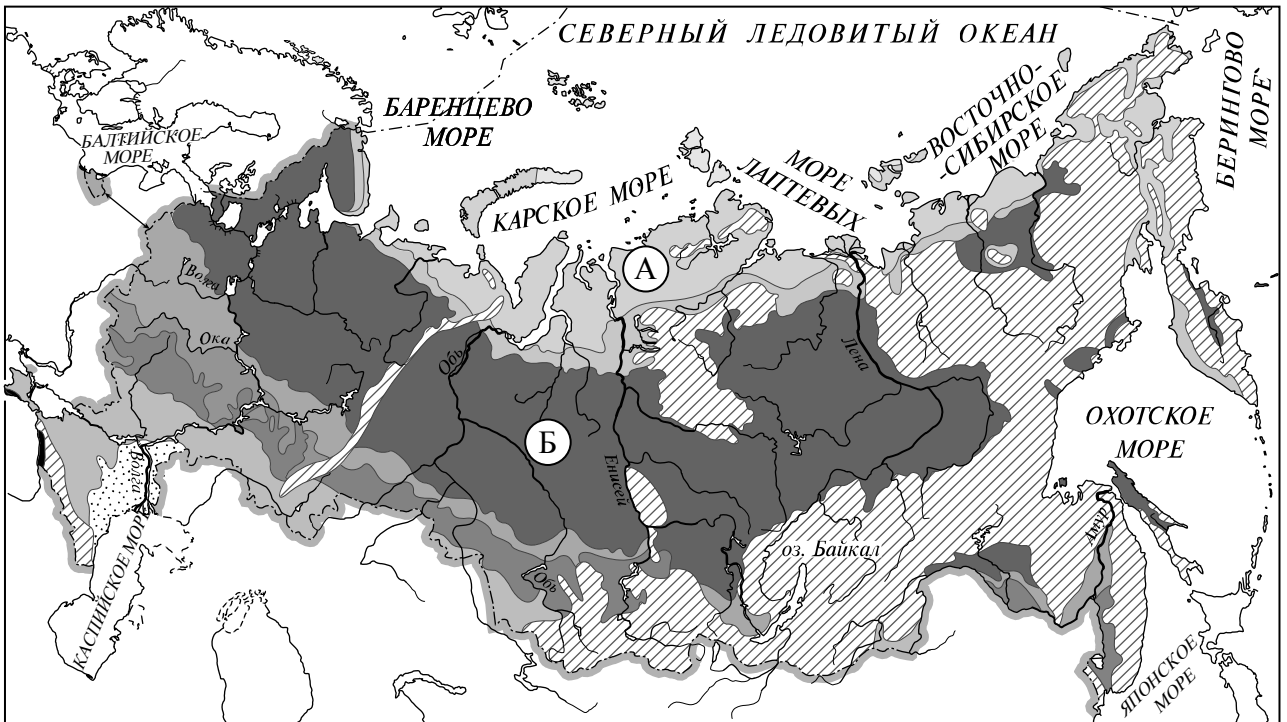 СЕВЕРНЫЙ ЛЕДОВИТЫЙ ОКЕАН
БАРЕНЦЕВО
МОРЕ
БАЛТИЙСКОЕ
МОРЕ
КАРСКОЕ МОРЕ
МОРЕ
ЛАПТЕВЫХ
ВОСТОЧНО-
-СИБИРСКОЕ
МОРЕ
БЕРИНГОВО
МОРЕ
А
Волга
Ока
Обь
Лена
Б
Енисей
ОХОТСКОЕ
МОРЕ
Волга
Амур
оз. Байкал
Обь
КАСПИЙСКОЕ МОРЕ
ЯПОНСКОЕ
МОРЕ